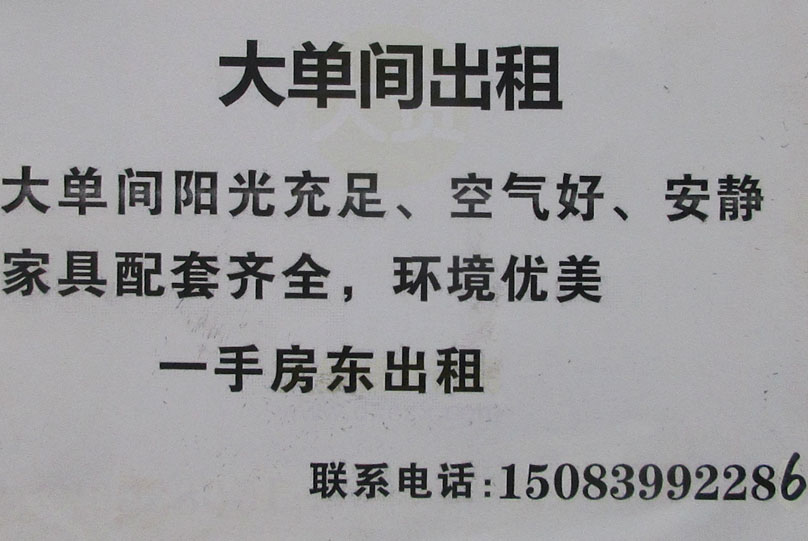 大单间出租
大单间阳光充足、空气好、安静
家具配套齐全，环境优美
一手房东出租
联系电话:15083992286